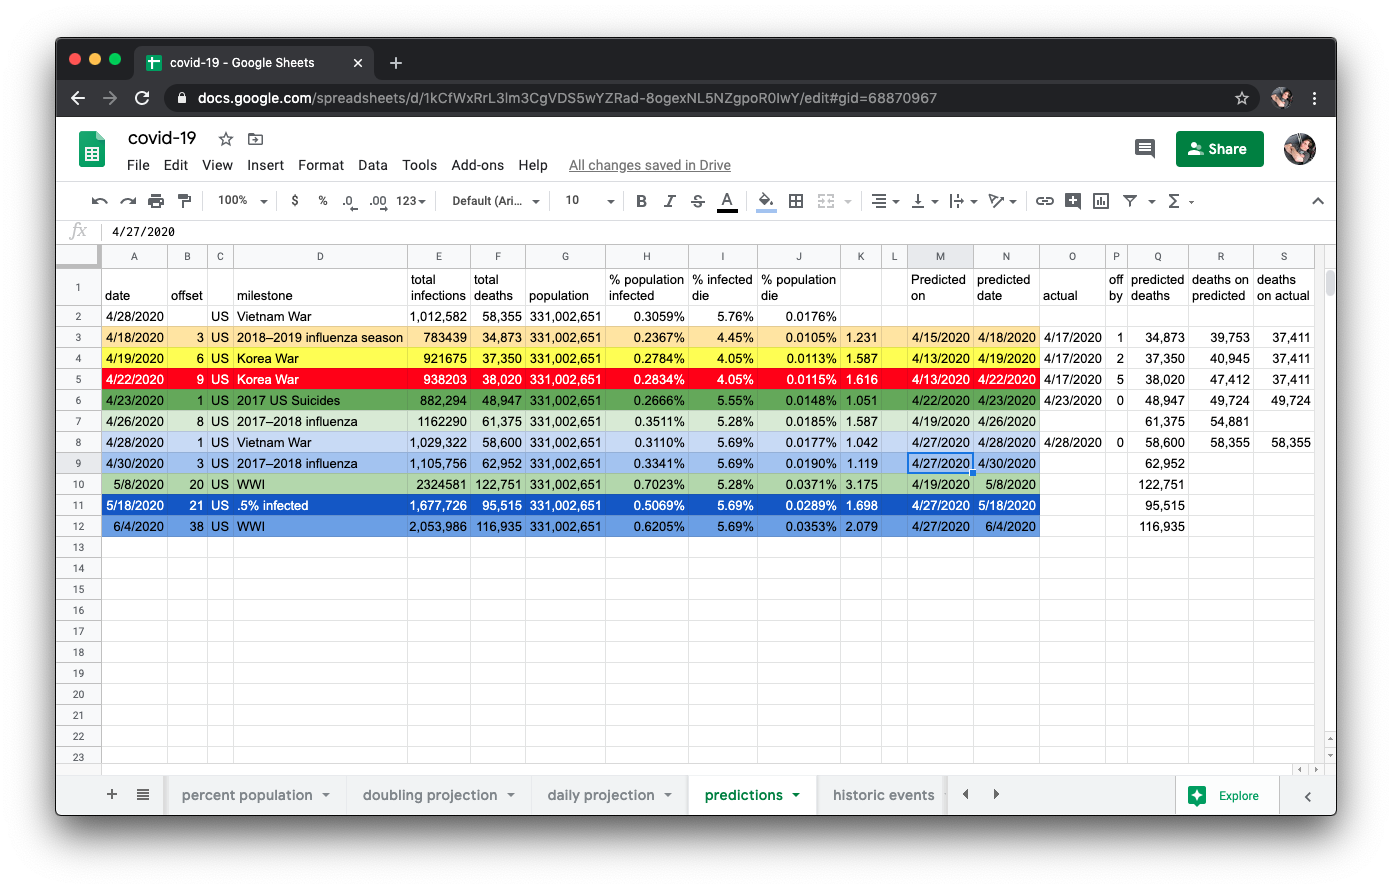 covid-19 - Google Sheets
docs.google.com/spreadsheets/d/1kCfWxRrL3lm3CgVDS5wYZRad-8ogexNL5NZgpoR0IwY/edit#gid=68870967
covid-19
File Edit View Insert Format Data Tools Add-ons Help All changes saved in Drive
Share
100% $ % .0 .00 123 Default (Ari... 10 B I S A
fx 4/27/2020
A B C D E F G H I J K L M N O P Q R S
1 date offset milestone total infections total deaths population % population infected % infected die % population die Predicted on predicted date actual off by predicted deaths deaths on predicted deaths on actual
2 4/28/2020 US Vietnam War 1,012,582 58,355 331,002,651 0.3059% 5.76% 0.0176%
3 4/18/2020 3 US 2018–2019 influenza season 783439 34,873 331,002,651 0.2367% 4.45% 0.0105% 1.231 4/15/2020 4/18/2020 4/17/2020 1 34,873 39,753 37,411
4 4/19/2020 6 US Korea War 921675 37,350 331,002,651 0.2784% 4.05% 0.0113% 1.587 4/13/2020 4/19/2020 4/17/2020 2 37,350 40,945 37,411
5 4/22/2020 9 US Korea War 938203 38,020 331,002,651 0.2834% 4.05% 0.0115% 1.616 4/13/2020 4/22/2020 4/17/2020 5 38,020 47,412 37,411
6 4/23/2020 1 US 2017 US Suicides 882,294 48,947 331,002,651 0.2666% 5.55% 0.0148% 1.051 4/22/2020 4/23/2020 4/23/2020 0 48,947 49,724 49,724
7 4/26/2020 8 US 2017–2018 influenza 1162290 61,375 331,002,651 0.3511% 5.28% 0.0185% 1.587 4/19/2020 4/26/2020 61,375 54,881
8 4/28/2020 1 US Vietnam War 1,029,322 58,600 331,002,651 0.3110% 5.69% 0.0177% 1.042 4/27/2020 4/28/2020 4/28/2020 0 58,600 58,355 58,355
9 4/30/2020 3 US 2017–2018 influenza 1,105,756 62,952 331,002,651 0.3341% 5.69% 0.0190% 1.119 4/27/2020 4/30/2020 62,952
10 5/8/2020 20 US WWI 2324581 122,751 331,002,651 0.7023% 5.28% 0.0371% 3.175 4/19/2020 5/8/2020 122,751
11 5/18/2020 21 US .5% infected 1,677,726 95,515 331,002,651 0.5069% 5.69% 0.0289% 1.698 4/27/2020 5/18/2020 95,515
12 6/4/2020 38 US WWI 2,053,986 116,935 331,002,651 0.6205% 5.69% 0.0353% 2.079 4/27/2020 6/4/2020 116,935
13
14
15
16
17
18
19
20
21
22
23
percent population doubling projection daily projection predictions historic events Explore